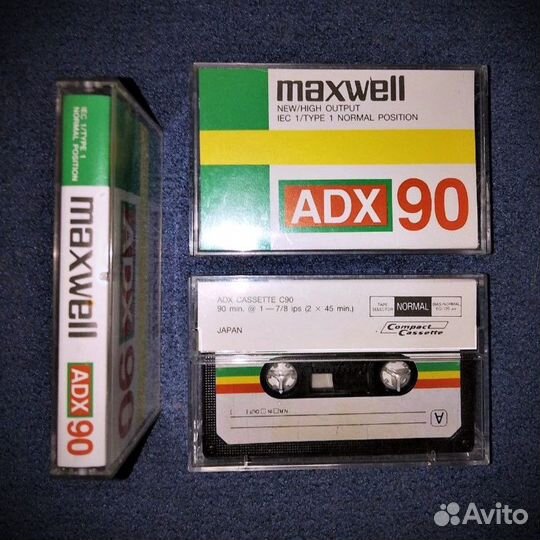 IEC 1/TYPE 1
NORMAL POSITION
maxwell
ADX 90
maxwell
NEW/HIGH OUTPUT
IEC 1/TYPE 1 NORMAL POSITION
ADX 90
ADX CASSETTE C90
90 min. @ 1—7/8 ips (2 × 45 min.)
JAPAN
TAPE
SELECTOR
NORMAL
BIAS-NORMAL
Compact
Cassette
A
ADX 90
Avito